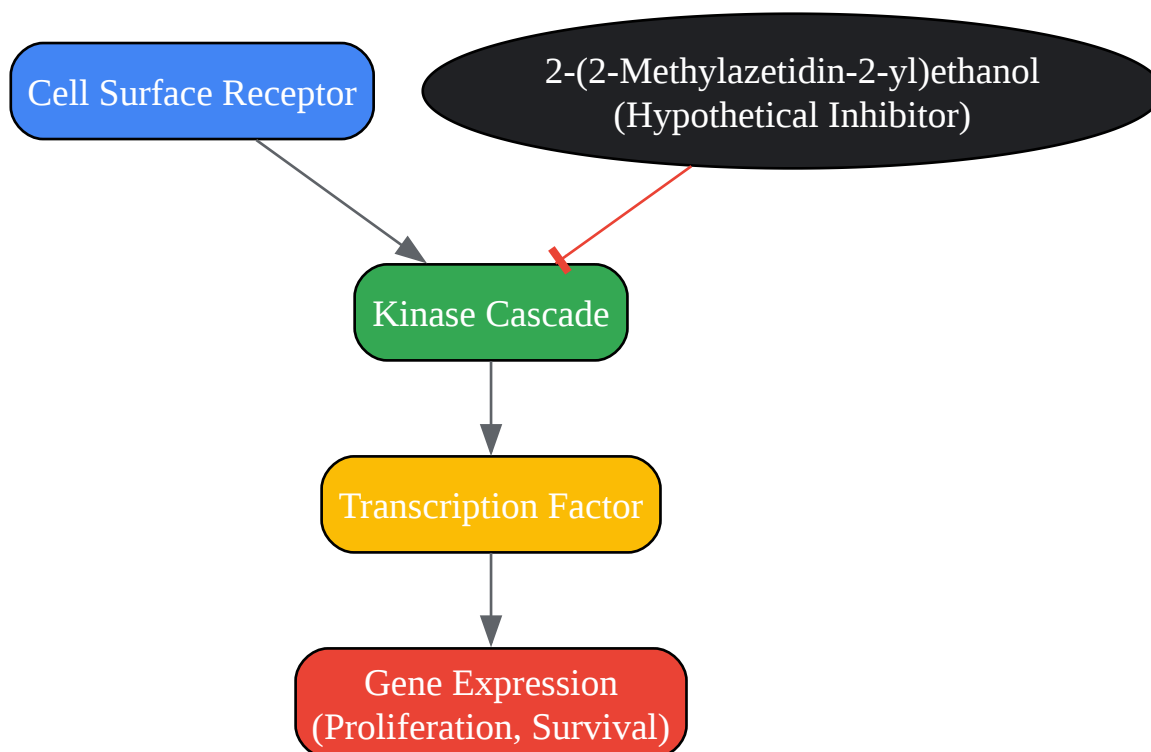 Cell Surface Receptor
2-(2-Methylazetidin-2-yl)ethanol
(Hypothetical Inhibitor)
Kinase Cascade
Transcription Factor
Gene Expression
(Proliferation, Survival)